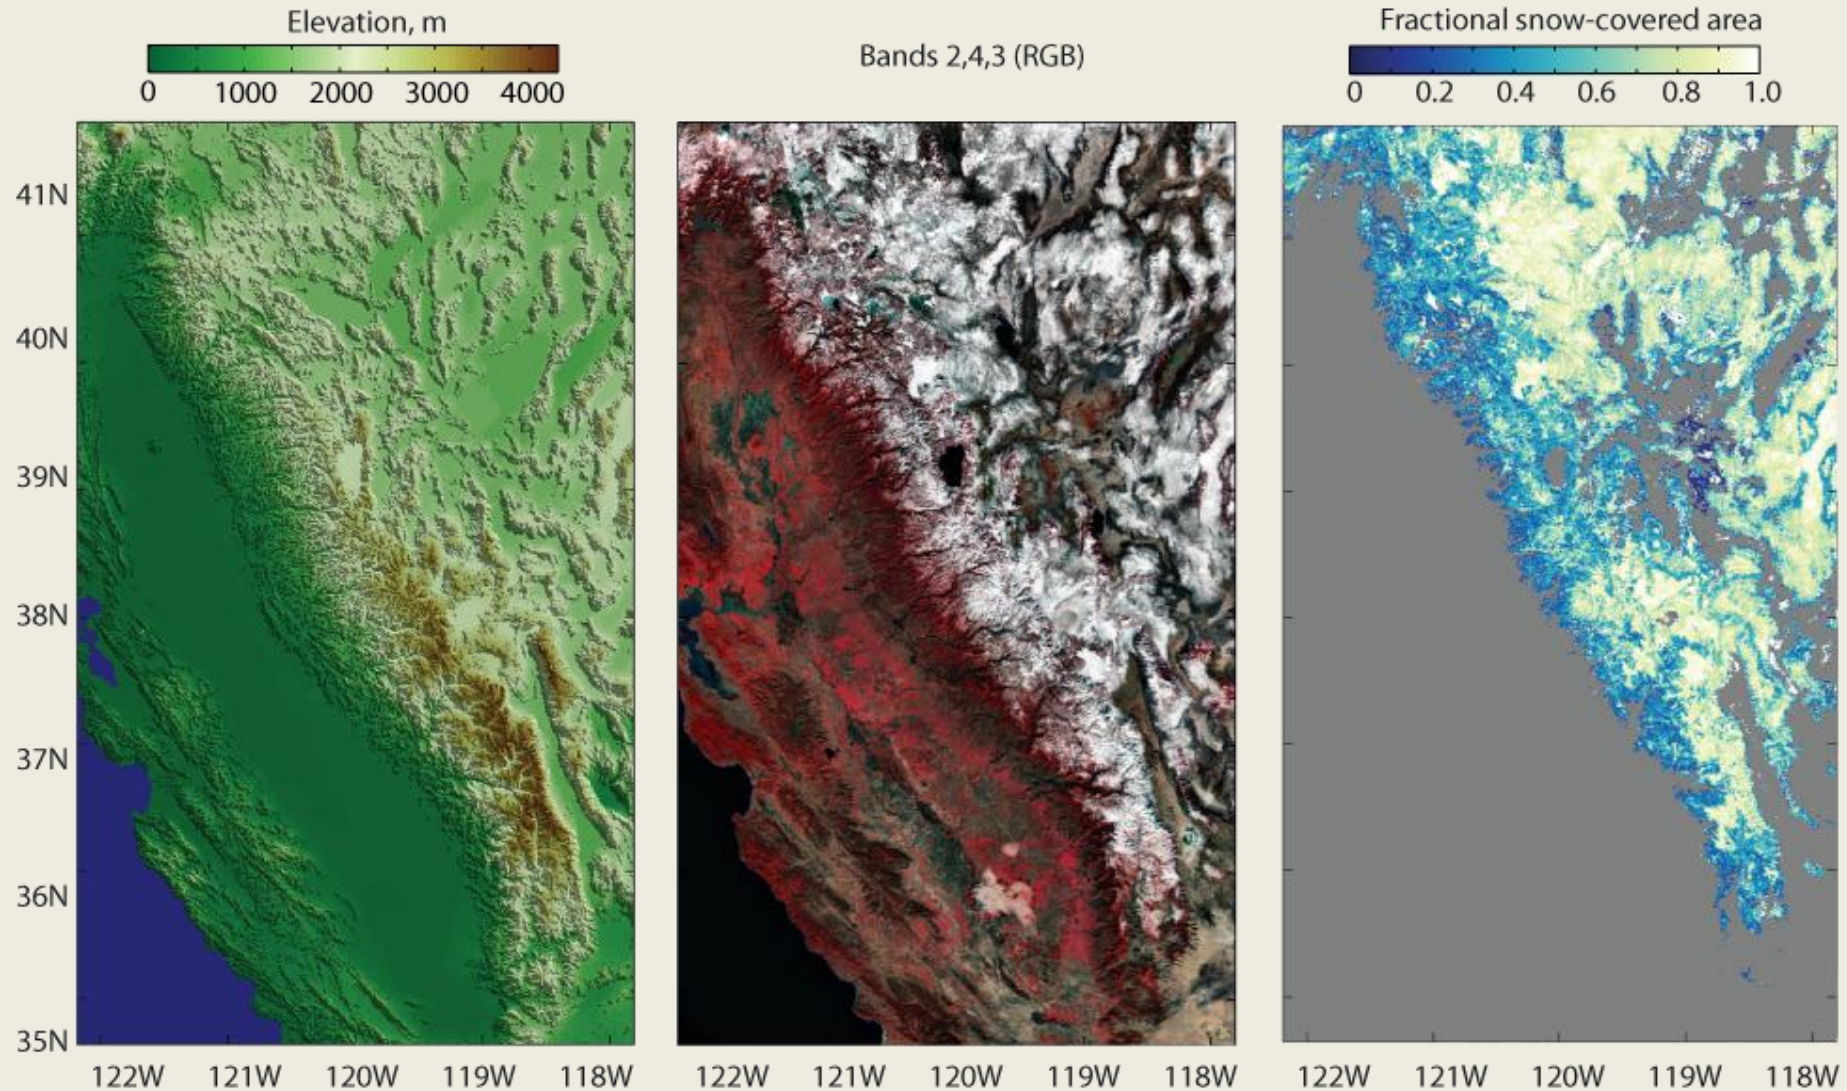 Elevation, m
0 1000 2000 3000 4000
Bands 2,4,3 (RGB)
Fractional snow-covered area
0 0.2 0.4 0.6 0.8 1.0
41N
40N
39N
38N
37N
36N
35N
122W 121W 120W 119W 118W
122W 121W 120W 119W 118W
122W 121W 120W 119W 118W